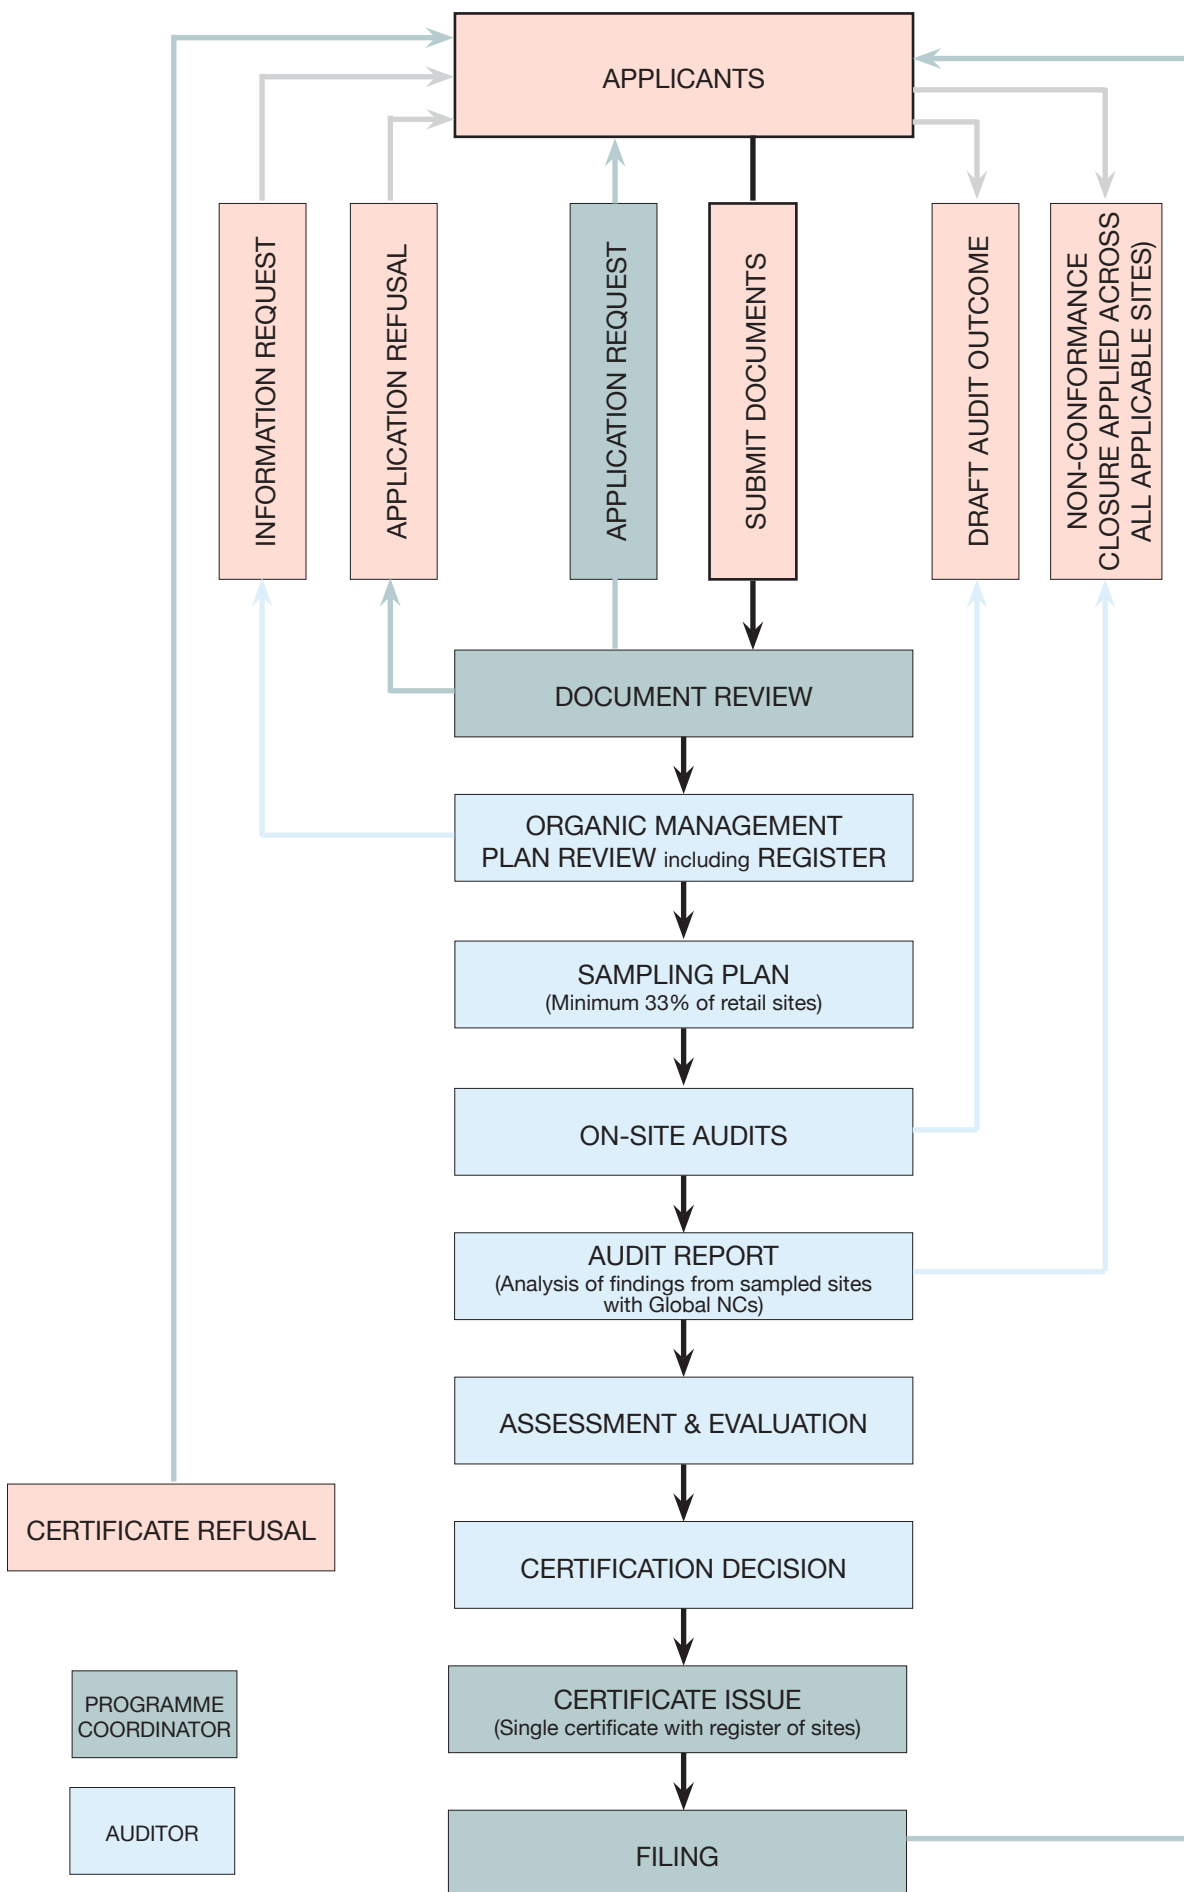 APPLICANTS
INFORMATION REQUEST
APPLICATION REFUSAL
APPLICATION REQUEST
SUBMIT DOCUMENTS
DRAFT AUDIT OUTCOME
NON-CONFORMANCE
CLOSURE APPLIED ACROSS
ALL APPLICABLE SITES)
DOCUMENT REVIEW
ORGANIC MANAGEMENT
PLAN REVIEW including REGISTER
SAMPLING PLAN
(Minimum 33% of retail sites)
ON-SITE AUDITS
AUDIT REPORT
(Analysis of findings from sampled sites
with Global NCs)
ASSESSMENT & EVALUATION
CERTIFICATE REFUSAL
CERTIFICATION DECISION
CERTIFICATE ISSUE
(Single certificate with register of sites)
PROGRAMME
COORDINATOR
AUDITOR
FILING